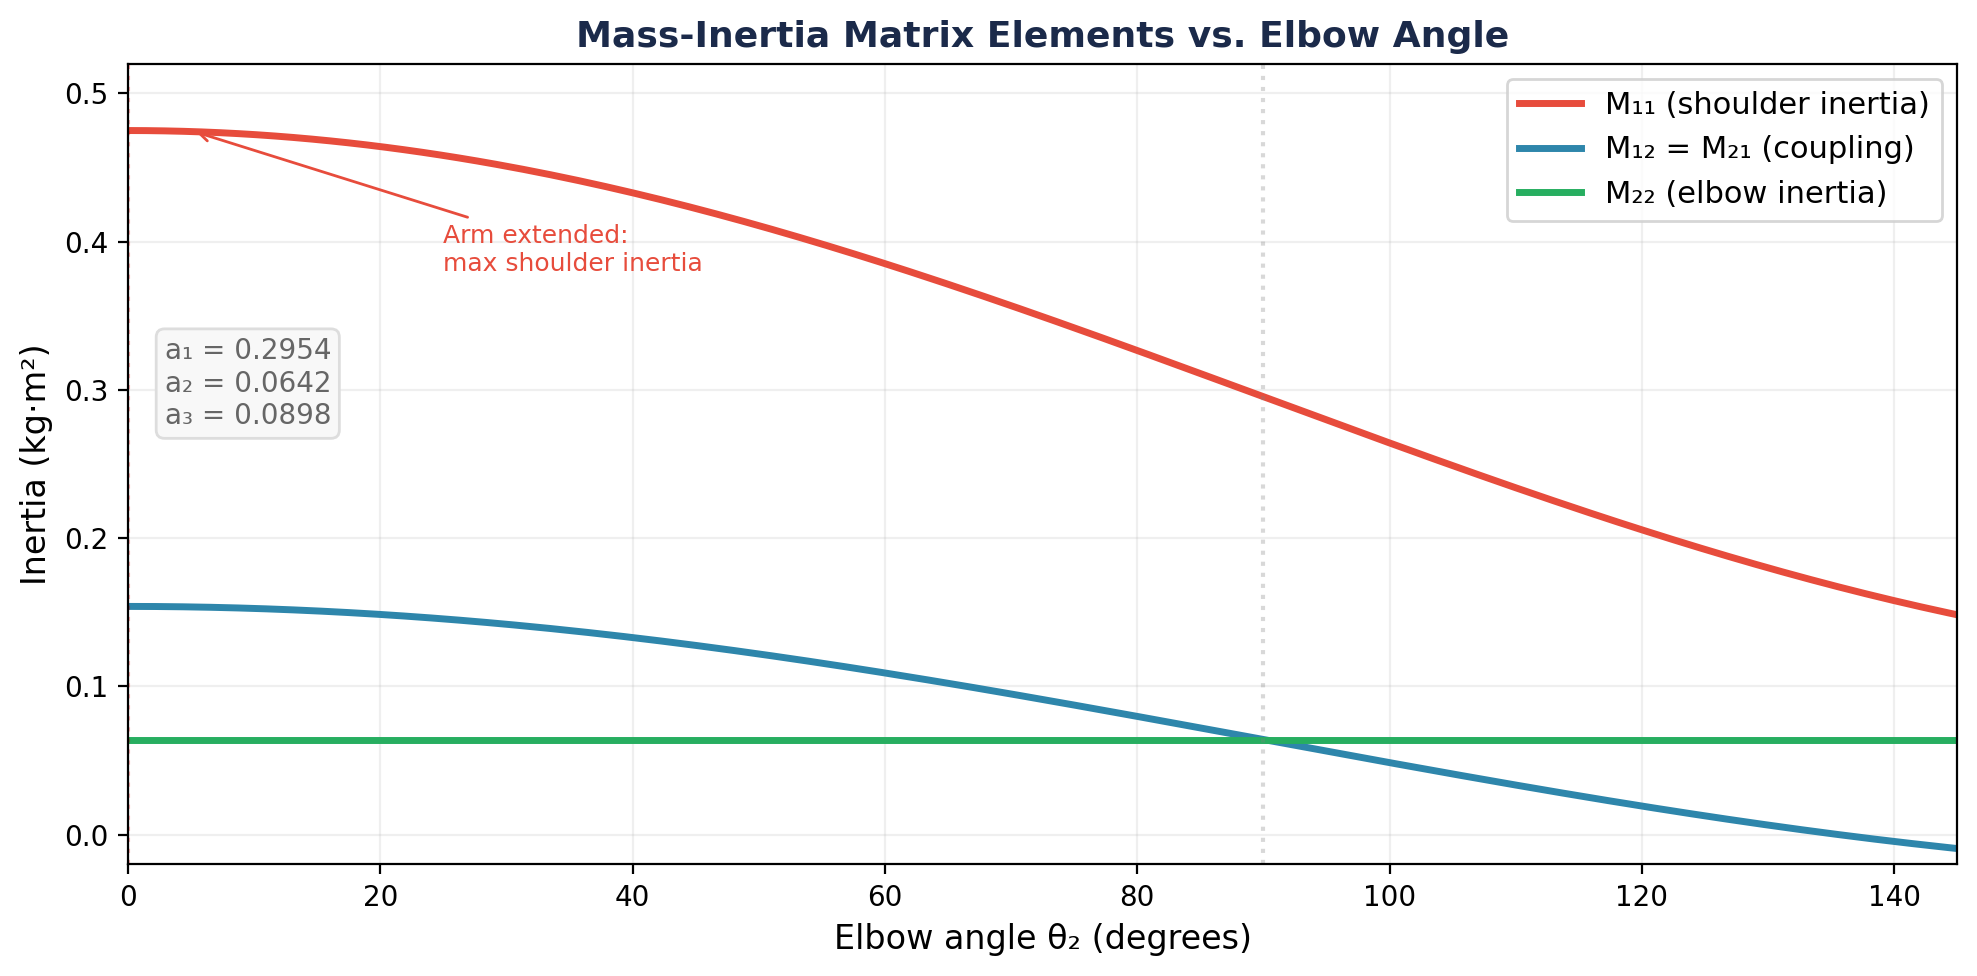 Mass-Inertia Matrix Elements vs. Elbow Angle
Inertia (kg·m²)
0.5
0.4
0.3
0.2
0.1
0.0
M₁₁ (shoulder inertia)
M₁₂ = M₂₁ (coupling)
M₂₂ (elbow inertia)
Arm extended:
max shoulder inertia
a₁ = 0.2954
a₂ = 0.0642
a₃ = 0.0898
0 20 40 60 80 100 120 140
Elbow angle θ₂ (degrees)